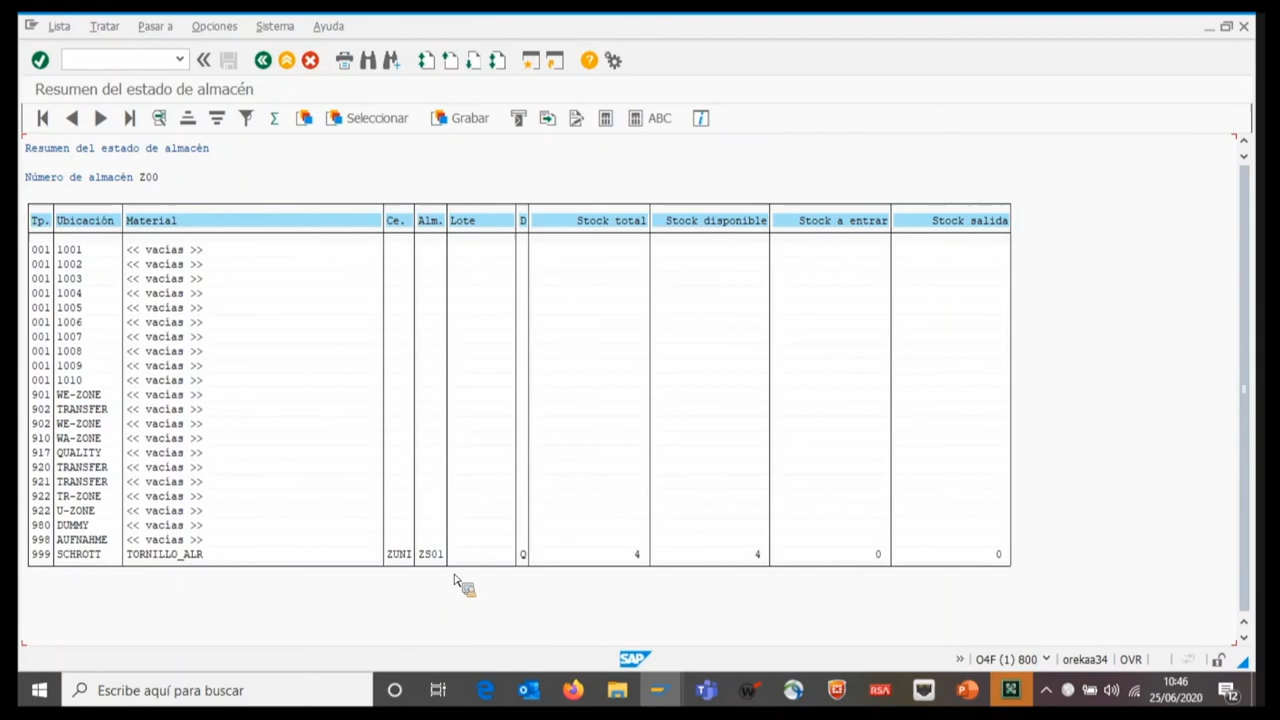 Lista Tratar Pasar a Opciones Sistema Ayuda
Resumen del estado de almacén
Seleccionar Grabar ABC
Resumen del estado de almacén
Número de almacén Z00
Tp. Ubicación Material Ce. Alm. Lote D Stock total Stock disponible Stock a entrar Stock salida
001 1001 << vacías >>
001 1002 << vacías >>
001 1003 << vacías >>
001 1004 << vacías >>
001 1005 << vacías >>
001 1006 << vacías >>
001 1007 << vacías >>
001 1008 << vacías >>
001 1009 << vacías >>
001 1010 << vacías >>
901 WE-ZONE << vacías >>
902 TRANSFER << vacías >>
902 WE-ZONE << vacías >>
910 WA-ZONE << vacías >>
917 QUALITY << vacías >>
920 TRANSFER << vacías >>
921 TRANSFER << vacías >>
922 TR-ZONE << vacías >>
922 U-ZONE << vacías >>
980 DUMMY << vacías >>
998 AUFNAHME << vacías >>
999 SCHROTT TORNILLO_ALR ZUNI ZS01 Q 4 4 0 0
SAP
O4F (1) 800 orekaa34 OVR
Escribe aquí para buscar
RSA
10:46
25/06/2020
12